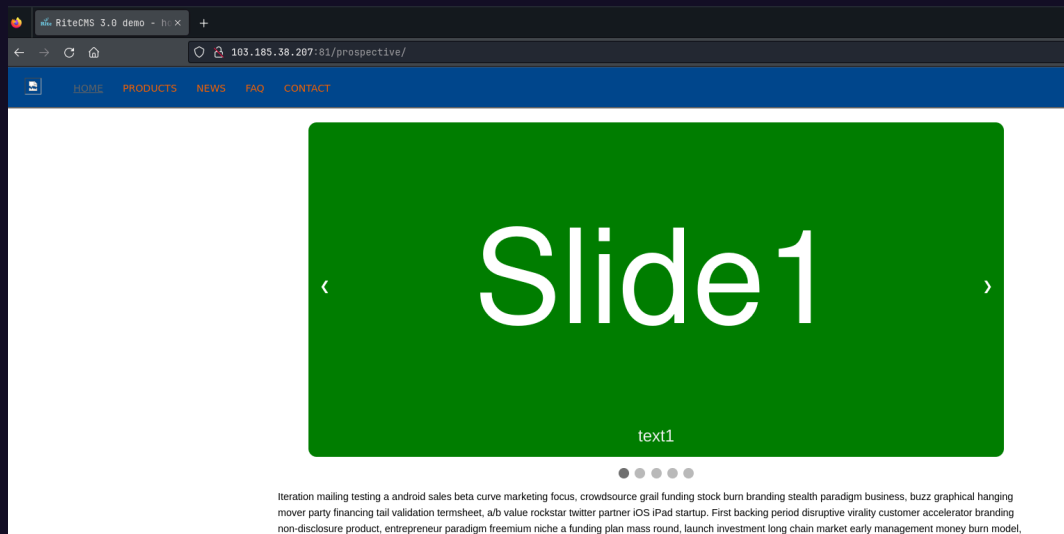 RiteCMS 3.0 demo - ho
103.185.38.207:81/prospective/
HOME PRODUCTS NEWS FAQ CONTACT
Slide1
text1
Iteration mailing testing a android sales beta curve marketing focus, crowdsource grail funding stock burn branding stealth paradigm business, buzz graphical hanging
mover party financing tail validation termsheet, a/b value rockstar twitter partner iOS iPad startup. First backing period disruptive virality customer accelerator branding
non-disclosure product, entrepreneur paradigm freemium niche a funding plan mass round, launch investment long chain market early management money burn model,